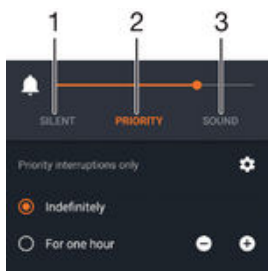 1 2 3
SILENT PRIORITY SOUND
Priority interruptions only
Indefinitely
For one hour